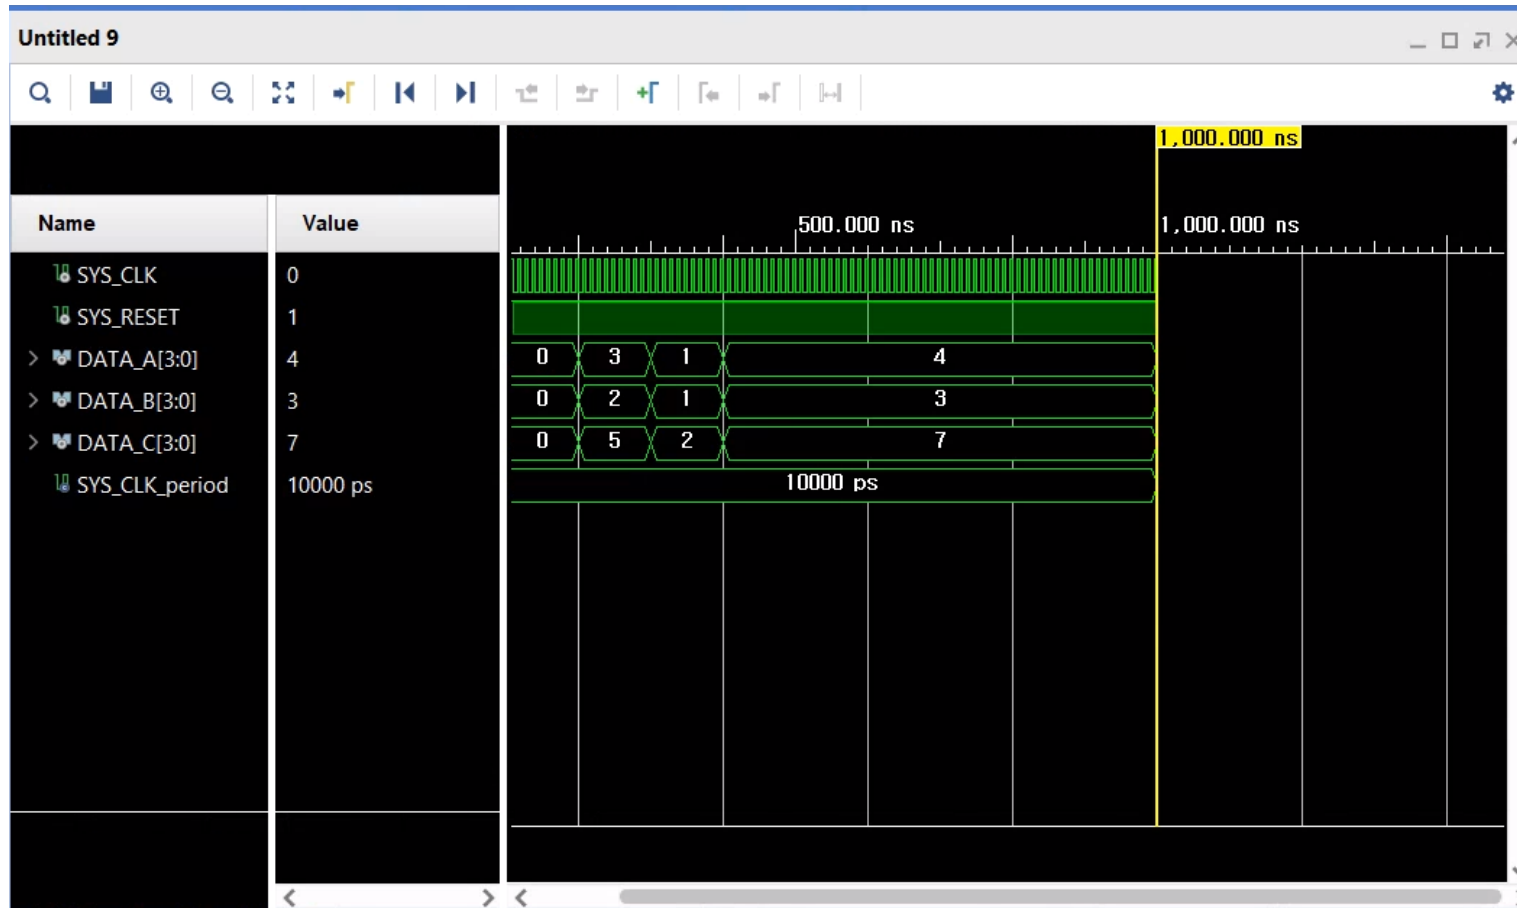 Untitled 9
1,000.000 ns
Name Value 500.000 ns 1,000.000 ns
SYS_CLK 0
SYS_RESET 1
DATA_A[3:0] 4 0 3 1 4
DATA_B[3:0] 3 0 2 1 3
DATA_C[3:0] 7 0 5 2 7
SYS_CLK_period 10000 ps 10000 ps